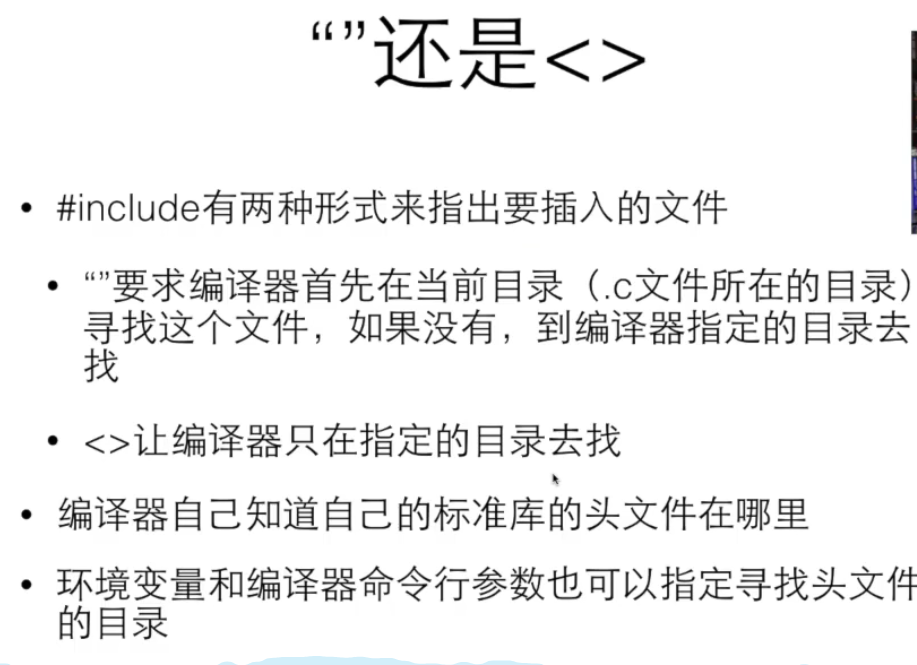 “”还是<>
• #include有两种形式来指出要插入的文件
• “”要求编译器首先在当前目录（.c文件所在的目录）
寻找这个文件，如果没有，到编译器指定的目录去
找
• <>让编译器只在指定的目录去找
• 编译器自己知道自己的标准库的头文件在哪里
• 环境变量和编译器命令行参数也可以指定寻找头文件
的目录